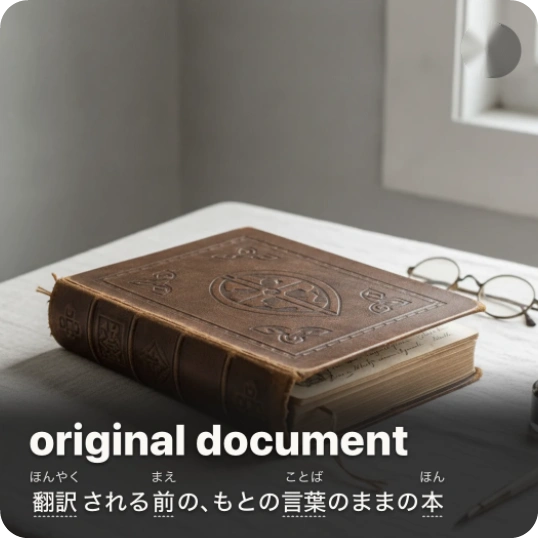 original document
ほんやく まえ ことば ほん
翻訳される前の、もとの言葉のままの本